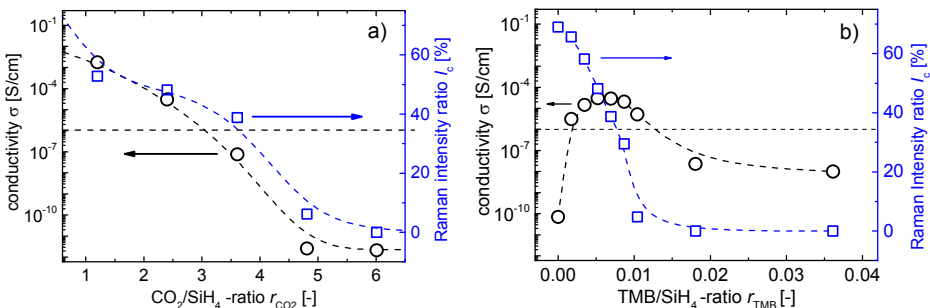 a)
conductivity σ [S/cm]
10⁻¹
10⁻⁴
10⁻⁷
10⁻¹⁰
60
40
20
0
Raman intensity ratio I_c [%]
1 2 3 4 5 6
CO₂/SiH₄ -ratio r_CO2 [-]
b)
conductivity σ [S/cm]
10⁻¹
10⁻⁴
10⁻⁷
10⁻¹⁰
60
40
20
0
Raman Intensity ratio I_c [%]
0.00 0.01 0.02 0.03 0.04
TMB/SiH₄ -ratio r_TMB [-]